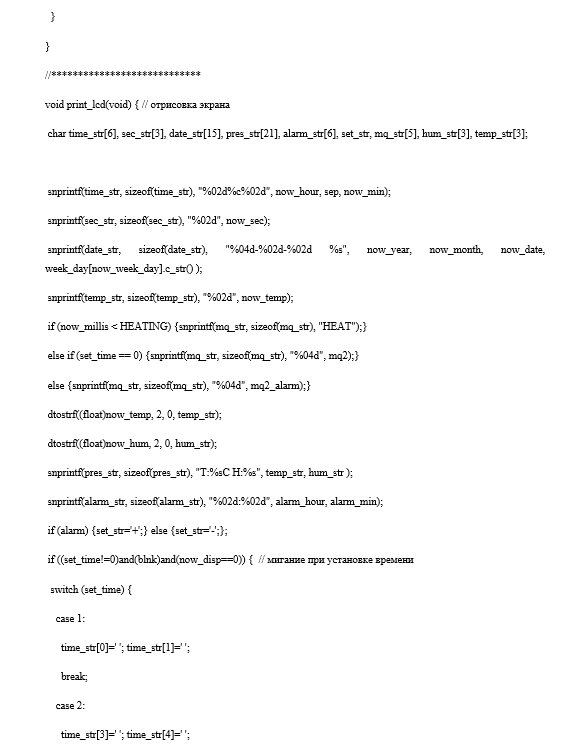 }
}
//****************************
void print_lcd(void) { // отрисовка экрана
char time_str[6], sec_str[3], date_str[15], pres_str[21], alarm_str[6], set_str, mq_str[5], hum_str[3], temp_str[3];
snprintf(time_str, sizeof(time_str), "%02d%c%02d", now_hour, sep, now_min);
snprintf(sec_str, sizeof(sec_str), "%02d", now_sec);
snprintf(date_str, sizeof(date_str), "%04d-%02d-%02d %s", now_year, now_month, now_date,
week_day[now_week_day].c_str() );
snprintf(temp_str, sizeof(temp_str), "%02d", now_temp);
if (now_millis < HEATING) {snprintf(mq_str, sizeof(mq_str), "HEAT");}
else if (set_time == 0) {snprintf(mq_str, sizeof(mq_str), "%04d", mq2);}
else {snprintf(mq_str, sizeof(mq_str), "%04d", mq2_alarm);}
dtostrf((float)now_temp, 2, 0, temp_str);
dtostrf((float)now_hum, 2, 0, hum_str);
snprintf(pres_str, sizeof(pres_str), "T:%sC H:%s", temp_str, hum_str );
snprintf(alarm_str, sizeof(alarm_str), "%02d:%02d", alarm_hour, alarm_min);
if (alarm) {set_str='+';} else {set_str='-';};
if ((set_time!=0)and(blnk)and(now_disp==0)) { // мигание при установке времени
switch (set_time) {
case 1:
time_str[0]=' '; time_str[1]=' ';
break;
case 2:
time_str[3]=' '; time_str[4]=' ';